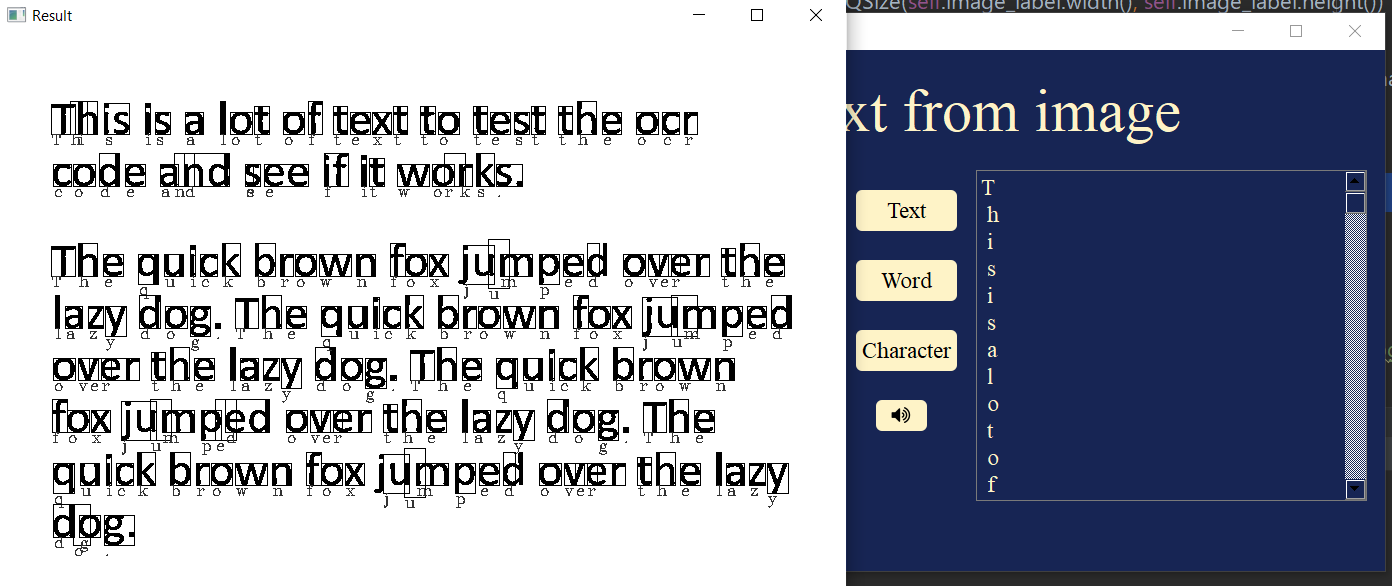 Result
This is a lot of text to test the ocr
T h i s i s a l o t o f t e x t t o t e s t t h e o c r
code and see if it works.
c o d e a n d s e f i t w o r k s .
The quick brown fox jumped over the
T h e q u i c k b r o w n f o x j u m p e d o v e r t h e
lazy dog. The quick brown fox jumped
l a z y d o g . T h e q u i c k b r o w n f o x j u m p e d
over the lazy dog. The quick brown
o v e r t h e l a z y d o g . T h e q u i c k b r o w n
fox jumped over the lazy dog. The
f o x j u m p e d o v e r t h e l a z y d o g . T h e
quick brown fox jumped over the lazy
q u i c k b r o w n f o x j u m p e d o v e r t h e l a z y
dog.
d o g .
QSize(self.image_label.width(), self.image_label.height())
xt from image
Text
Word
Character
T
h
i
s
i
s
a
l
o
t
o
f